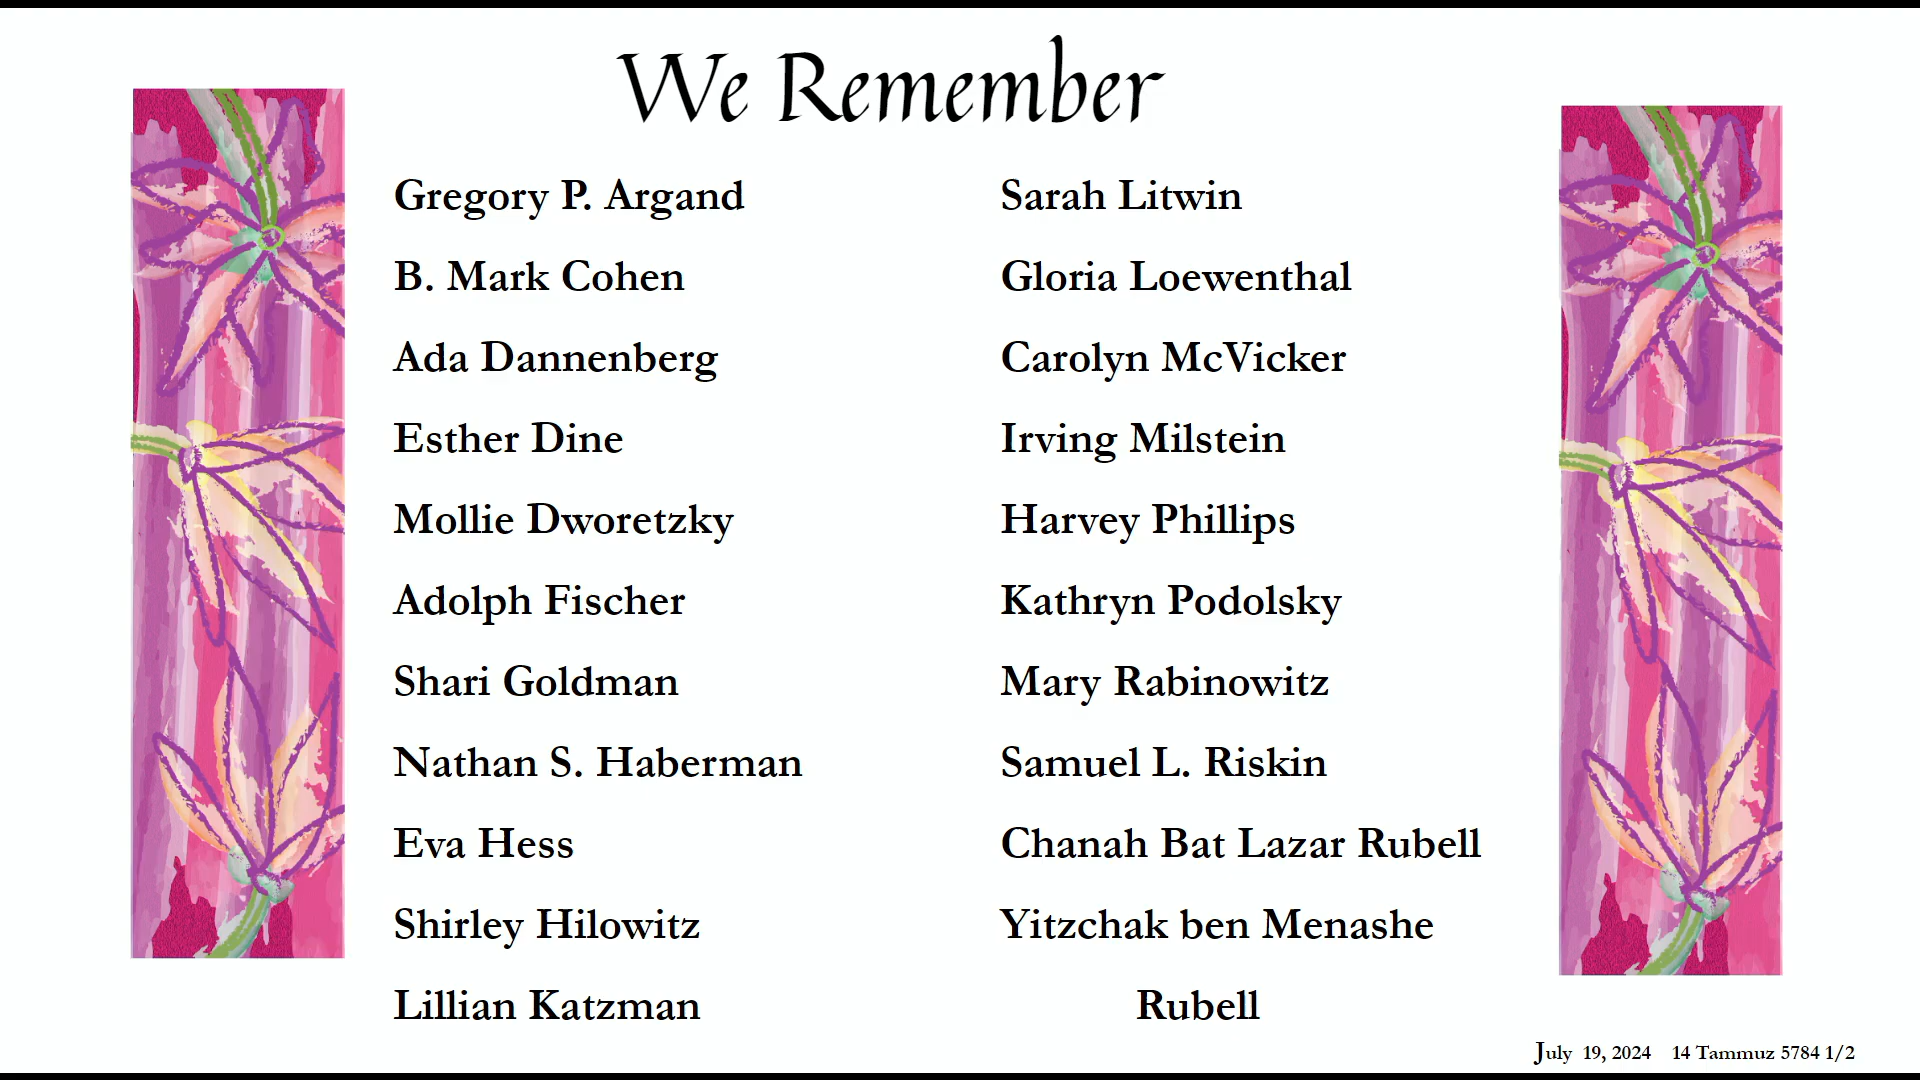 We Remember
Gregory P. Argand
B. Mark Cohen
Ada Dannenberg
Esther Dine
Mollie Dworetzky
Adolph Fischer
Shari Goldman
Nathan S. Haberman
Eva Hess
Shirley Hilowitz
Lillian Katzman
Sarah Litwin
Gloria Loewenthal
Carolyn McVicker
Irving Milstein
Harvey Phillips
Kathryn Podolsky
Mary Rabinowitz
Samuel L. Riskin
Chanah Bat Lazar Rubell
Yitzchak ben Menashe
Rubell
July 19, 2024 14 Tammuz 5784 1/2